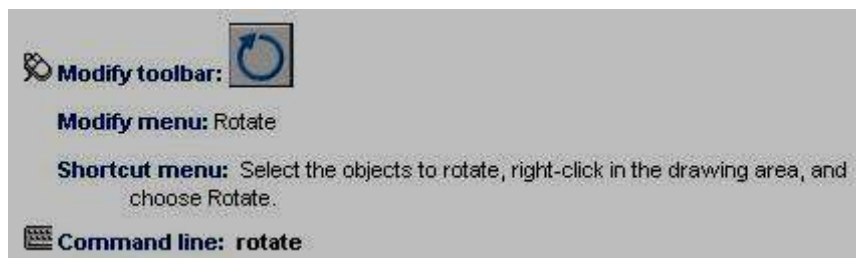 Modify toolbar:
Modify menu: Rotate
Shortcut menu: Select the objects to rotate, right-click in the drawing area, and
choose Rotate.
Command line: rotate